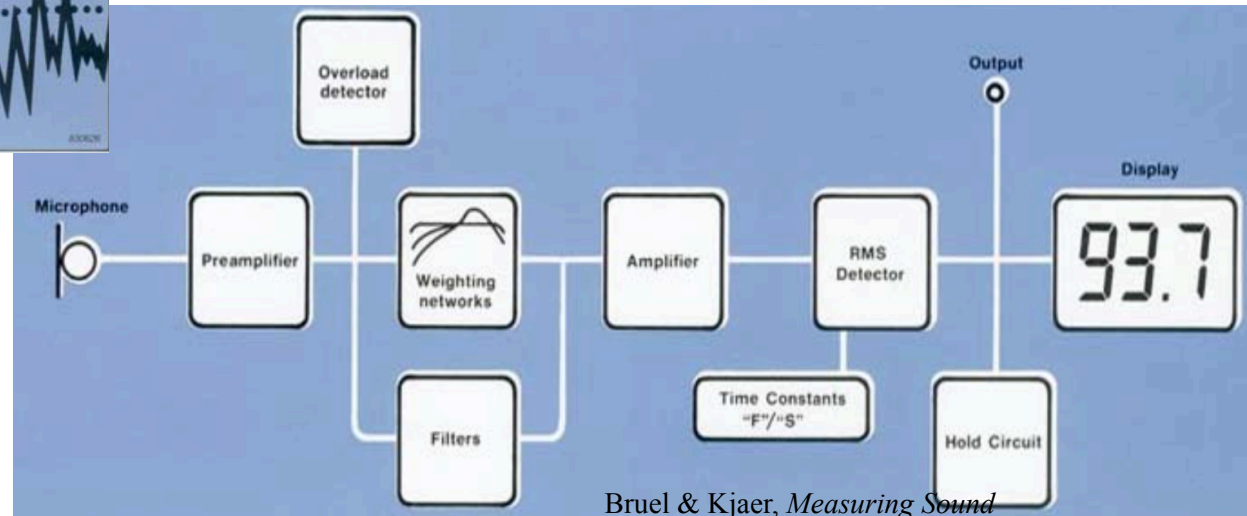 Overload
detector
Output
Display
Microphone
Preamplifier
Weighting
networks
Amplifier
RMS
Detector
93.7
Time Constants
"F"/"S"
Filters
Hold Circuit
Bruel & Kjaer, Measuring Sound